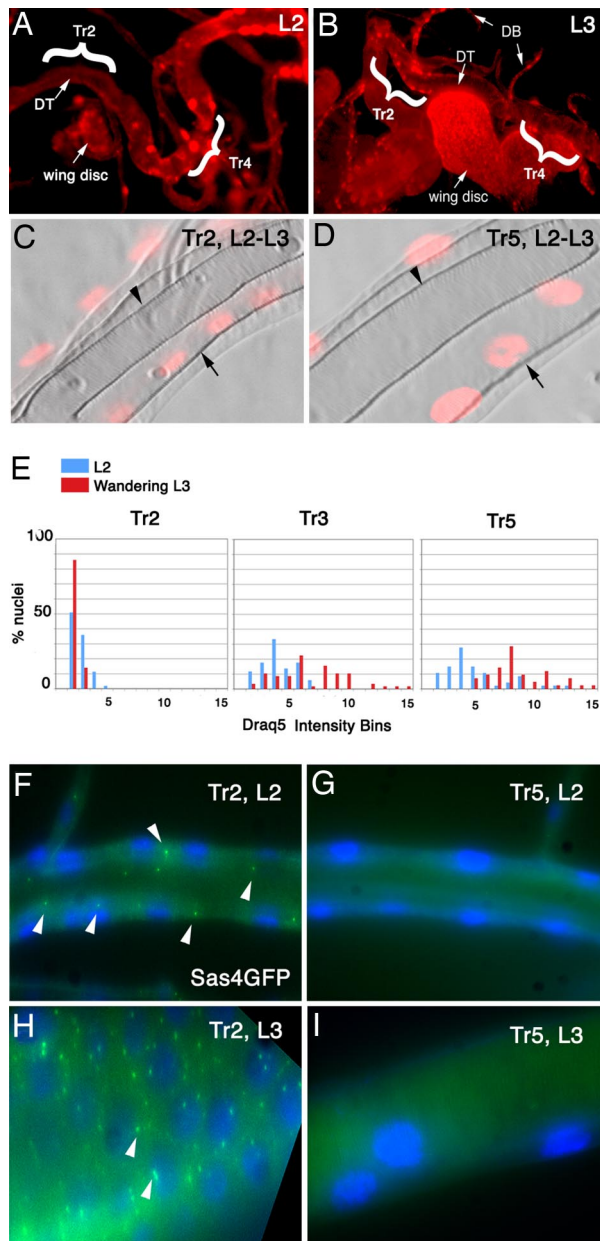 A
L2
Tr2
DT
wing disc
Tr4
B
L3
DB
DT
Tr2
wing disc
Tr4
C
Tr2, L2-L3
D
Tr5, L2-L3
E
L2
Wandering L3
Tr2
Tr3
Tr5
100
50
0
% nuclei
5 10 15
5 10 15
5 10 15
Draq5 Intensity Bins
F
Tr2, L2
Sas4GFP
G
Tr5, L2
H
Tr2, L3
I
Tr5, L3